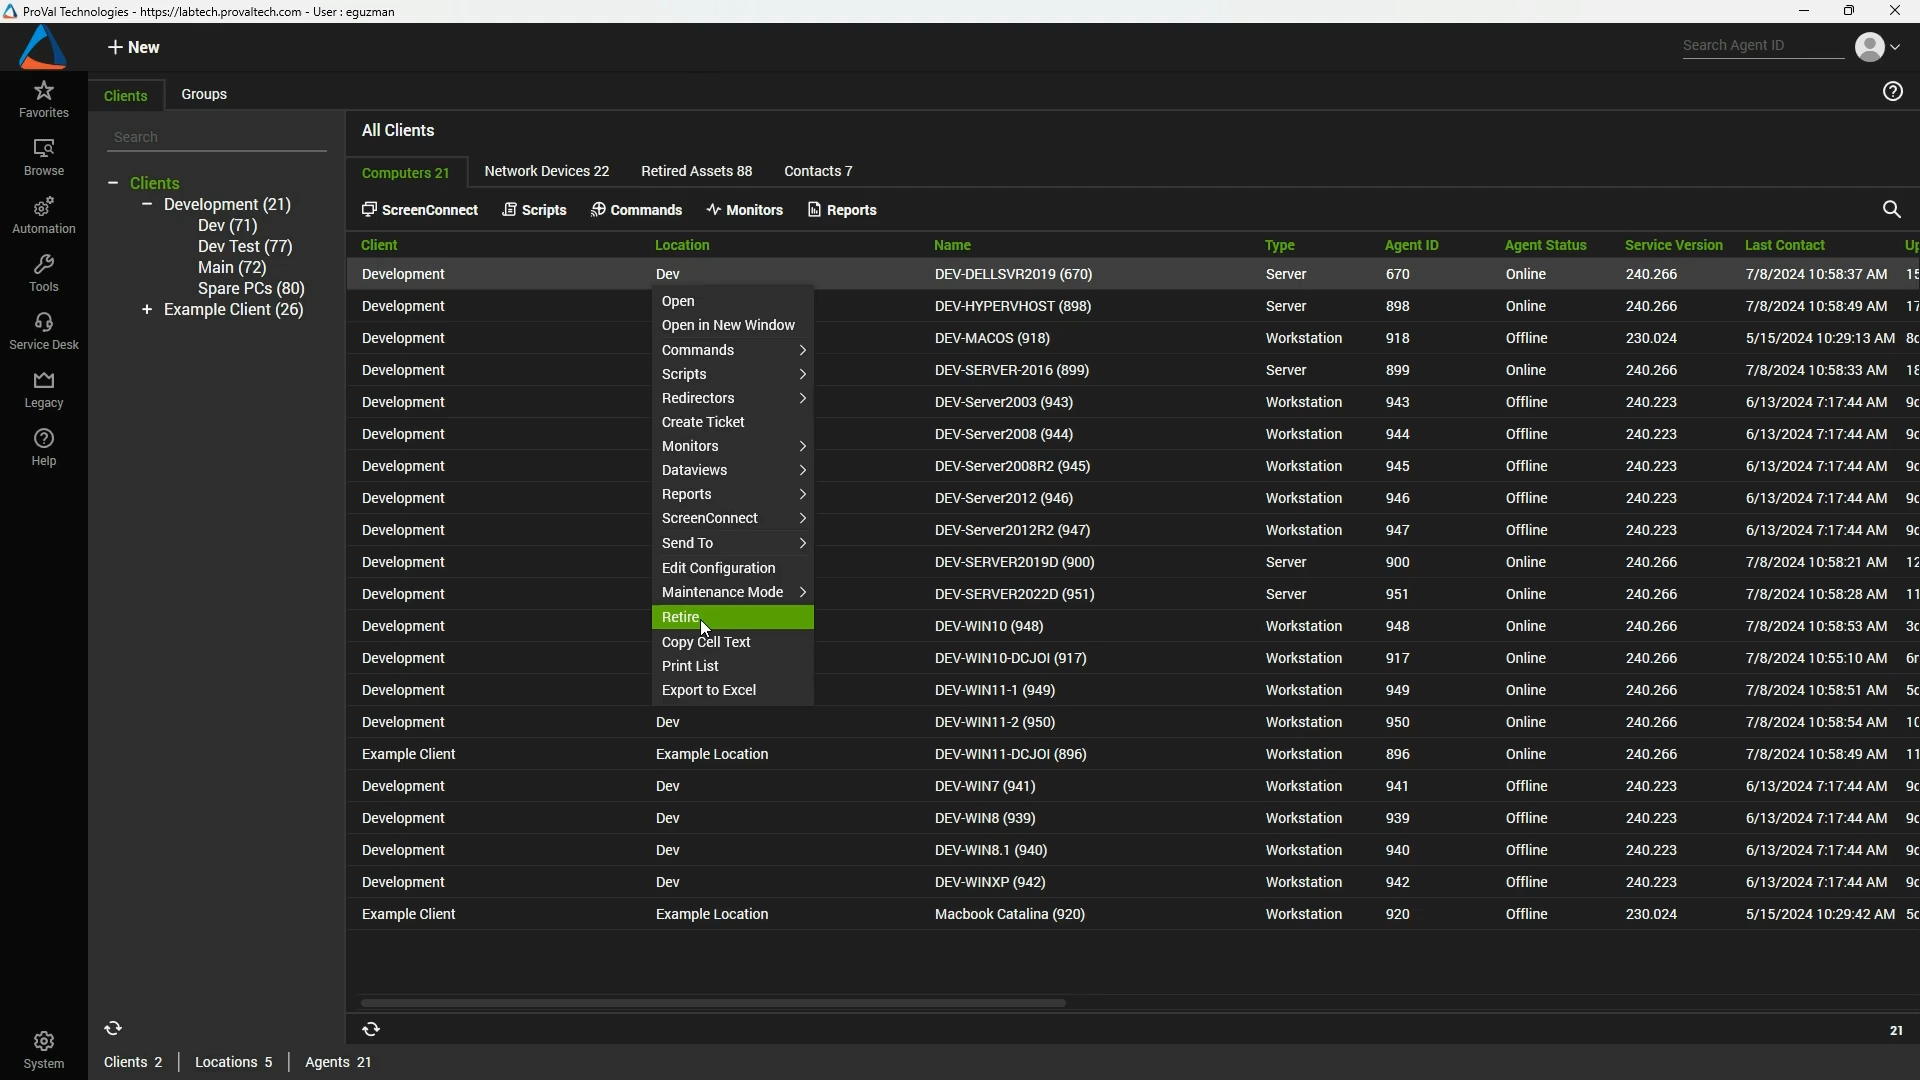 ProVal Technologies - https://labtech.provaltech.com - User : eguzman
New
Search Agent ID
Favorites
Browse
Automation
Tools
Service Desk
Legacy
Help
System
Clients Groups
Search
Clients
Development (21)
Dev (71)
Dev Test (77)
Main (72)
Spare PCs (80)
Example Client (26)
All Clients
Computers 21 Network Devices 22 Retired Assets 88 Contacts 7
ScreenConnect Scripts Commands Monitors Reports
Client Location Name Type Agent ID Agent Status Service Version Last Contact
Development Dev DEV-DELLSVR2019 (670) Server 670 Online 240.266 7/8/2024 10:58:37 AM
Development DEV-HYPERVHOST (898) Server 898 Online 240.266 7/8/2024 10:58:49 AM
Development DEV-MACOS (918) Workstation 918 Offline 230.024 5/15/2024 10:29:13 AM
Development DEV-SERVER-2016 (899) Server 899 Online 240.266 7/8/2024 10:58:33 AM
Development DEV-Server2003 (943) Workstation 943 Offline 240.223 6/13/2024 7:17:44 AM
Development DEV-Server2008 (944) Workstation 944 Offline 240.223 6/13/2024 7:17:44 AM
Development DEV-Server2008R2 (945) Workstation 945 Offline 240.223 6/13/2024 7:17:44 AM
Development DEV-Server2012 (946) Workstation 946 Offline 240.223 6/13/2024 7:17:44 AM
Development DEV-Server2012R2 (947) Workstation 947 Offline 240.223 6/13/2024 7:17:44 AM
Development DEV-SERVER2019D (900) Server 900 Online 240.266 7/8/2024 10:58:21 AM
Development DEV-SERVER2022D (951) Server 951 Online 240.266 7/8/2024 10:58:28 AM
Development DEV-WIN10 (948) Workstation 948 Online 240.266 7/8/2024 10:58:53 AM
Development DEV-WIN10-DCJOI (917) Workstation 917 Online 240.266 7/8/2024 10:55:10 AM
Development DEV-WIN11-1 (949) Workstation 949 Online 240.266 7/8/2024 10:58:51 AM
Development Dev DEV-WIN11-2 (950) Workstation 950 Online 240.266 7/8/2024 10:58:54 AM
Example Client Example Location DEV-WIN11-DCJOI (896) Workstation 896 Online 240.266 7/8/2024 10:58:49 AM
Development Dev DEV-WIN7 (941) Workstation 941 Offline 240.223 6/13/2024 7:17:44 AM
Development Dev DEV-WIN8 (939) Workstation 939 Offline 240.223 6/13/2024 7:17:44 AM
Development Dev DEV-WIN8.1 (940) Workstation 940 Offline 240.223 6/13/2024 7:17:44 AM
Development Dev DEV-WINXP (942) Workstation 942 Offline 240.223 6/13/2024 7:17:44 AM
Example Client Example Location Macbook Catalina (920) Workstation 920 Offline 230.024 5/15/2024 10:29:42 AM
Open
Open in New Window
Commands
Scripts
Redirectors
Create Ticket
Monitors
Dataviews
Reports
ScreenConnect
Send To
Edit Configuration
Maintenance Mode
Retire
Copy Cell Text
Print List
Export to Excel
21
Clients 2 Locations 5 Agents 21